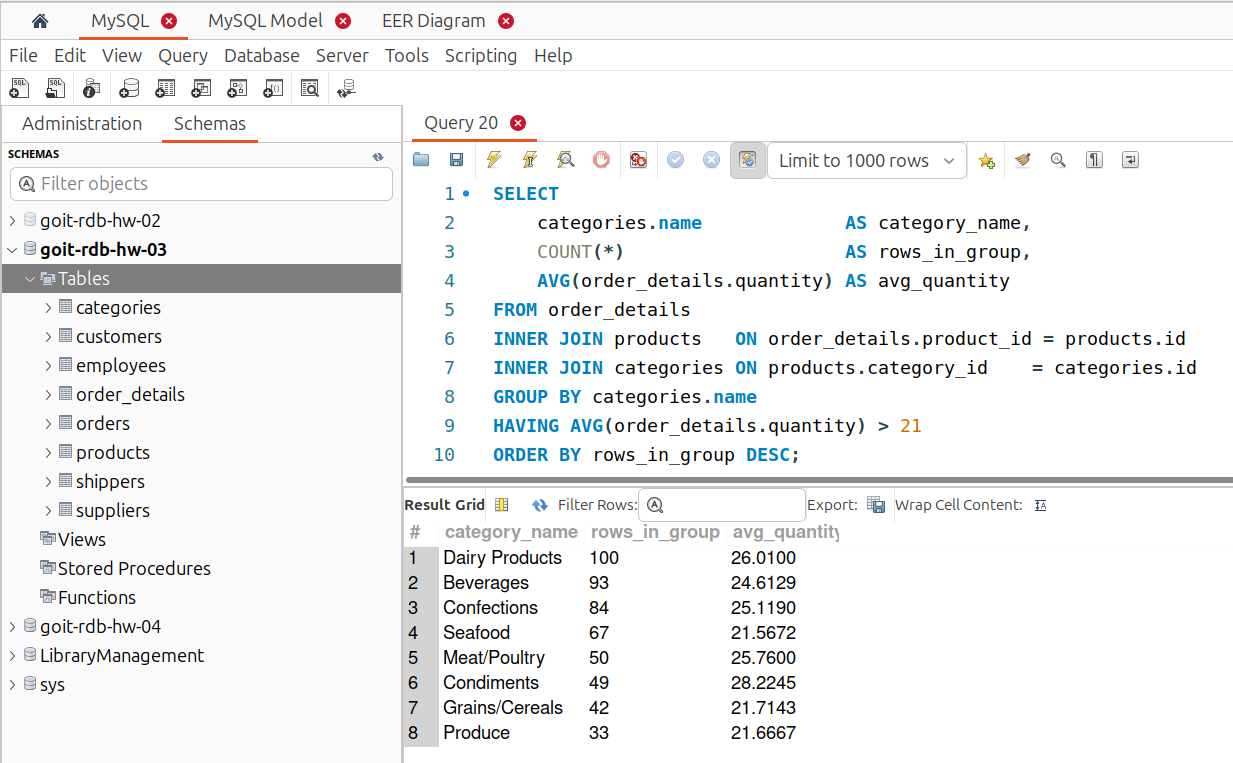 MySQL MySQL Model EER Diagram
File Edit View Query Database Server Tools Scripting Help
Administration Schemas
SCHEMAS
Filter objects
goit-rdb-hw-02
goit-rdb-hw-03
Tables
categories
customers
employees
order_details
orders
products
shippers
suppliers
Views
Stored Procedures
Functions
goit-rdb-hw-04
LibraryManagement
sys
Query 20
Limit to 1000 rows
1 SELECT
2 categories.name AS category_name,
3 COUNT(*) AS rows_in_group,
4 AVG(order_details.quantity) AS avg_quantity
5 FROM order_details
6 INNER JOIN products ON order_details.product_id = products.id
7 INNER JOIN categories ON products.category_id = categories.id
8 GROUP BY categories.name
9 HAVING AVG(order_details.quantity) > 21
10 ORDER BY rows_in_group DESC;
Result Grid Filter Rows: Export: Wrap Cell Content:
# category_name rows_in_group avg_quantity
1 Dairy Products 100 26.0100
2 Beverages 93 24.6129
3 Confections 84 25.1190
4 Seafood 67 21.5672
5 Meat/Poultry 50 25.7600
6 Condiments 49 28.2245
7 Grains/Cereals 42 21.7143
8 Produce 33 21.6667